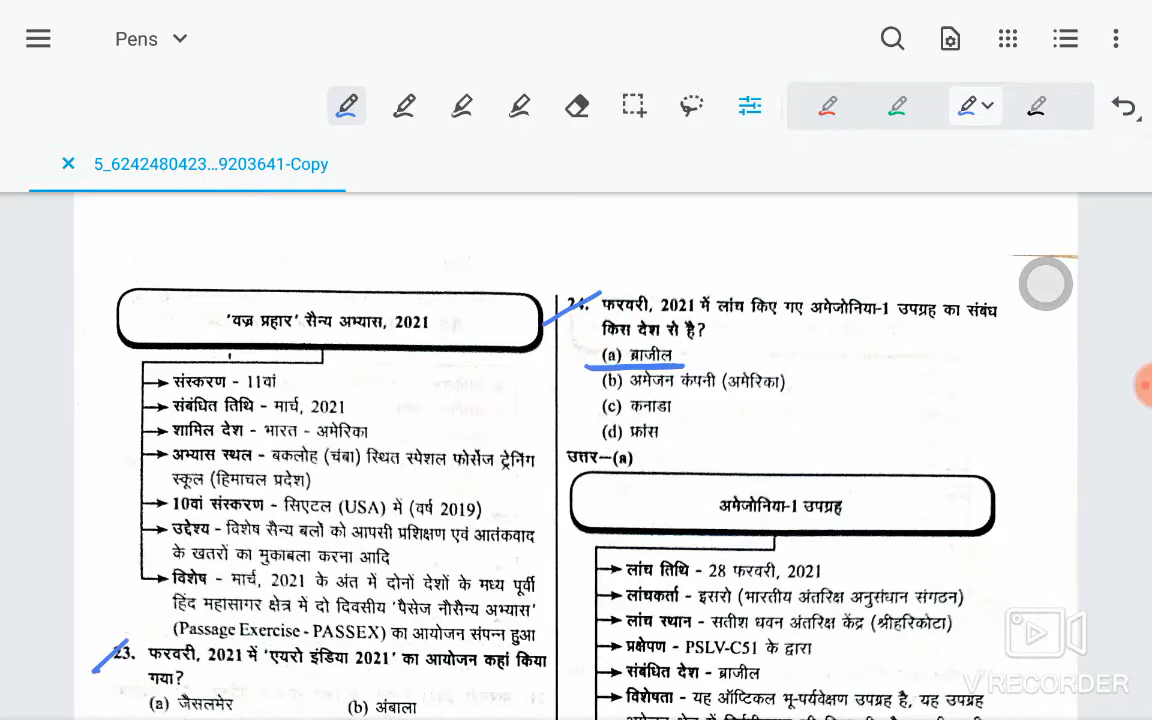 Pens
5_6242480423...9203641-Copy
'वज्र प्रहार' सैन्य अभ्यास, 2021
संस्करण - 11वां
संबंधित तिथि - मार्च, 2021
शामिल देश - भारत - अमेरिका
अभ्यास स्थल - बकलोह (चंबा) स्थित स्पेशल फोर्सेज ट्रेनिंग
स्कूल (हिमाचल प्रदेश)
10वां संस्करण - सिएटल (USA) में (वर्ष 2019)
उद्देश्य - विशेष सैन्य बलों को आपसी प्रशिक्षण एवं आतंकवाद
के खतरों का मुकाबला करना आदि
विशेष - मार्च, 2021 के अंत में दोनों देशों के मध्य पूर्वी
हिंद महासागर क्षेत्र में दो दिवसीय 'पैसेज नौसैन्य अभ्यास'
(Passage Exercise - PASSEX) का आयोजन संपन्न हुआ
23. फरवरी, 2021 में 'एयरो इंडिया 2021' का आयोजन कहां किया
गया?
(a) जैसलमेर (b) अंबाला
24. फरवरी, 2021 में लांच किए गए अमेजोनिया-1 उपग्रह का संबंध
किस देश से है?
(a) ब्राजील
(b) अमेजन कंपनी (अमेरिका)
(c) कनाडा
(d) फ्रांस
उत्तर-(a)
अमेजोनिया-1 उपग्रह
लांच तिथि - 28 फरवरी, 2021
लांचकर्ता - इसरो (भारतीय अंतरिक्ष अनुसंधान संगठन)
लांच स्थान - सतीश धवन अंतरिक्ष केंद्र (श्रीहरिकोटा)
प्रक्षेपण - PSLV-C51 के द्वारा
संबंधित देश - ब्राजील
विशेषता - यह ऑप्टिकल भू-पर्यवेक्षण उपग्रह है, यह उपग्रह
V RECORDER